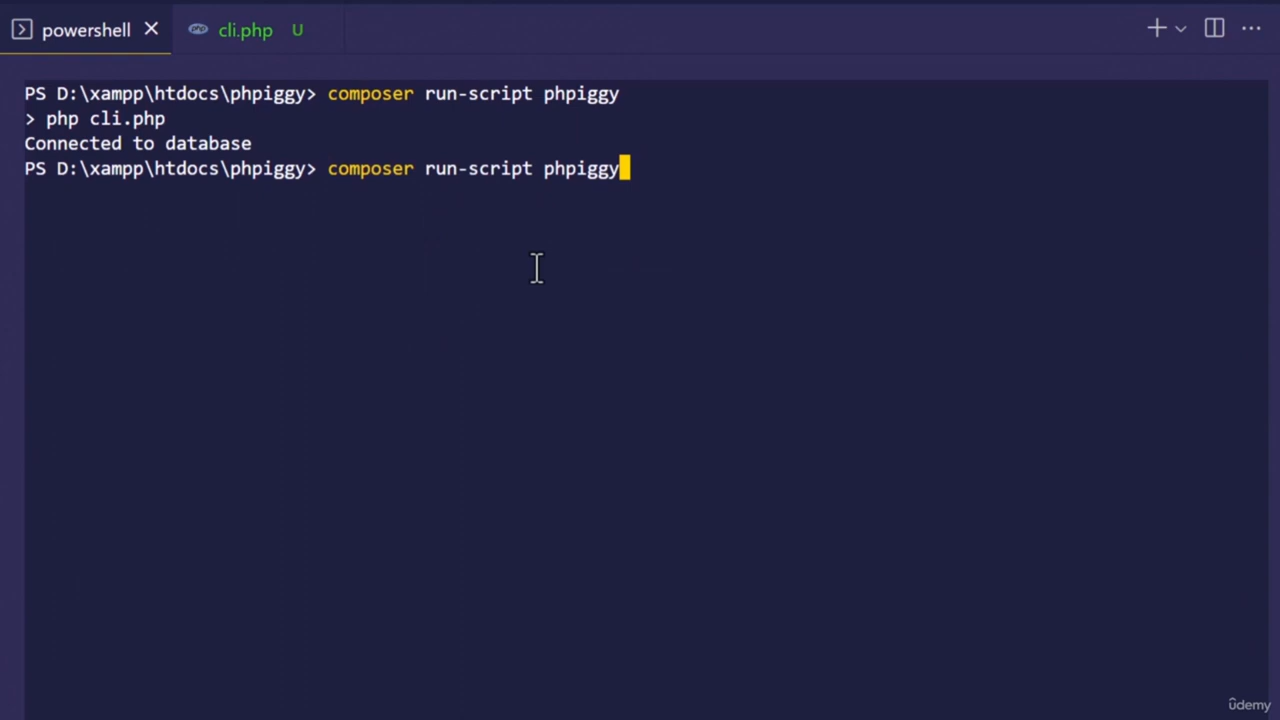 powershell
cli.php U
PS D:\xampp\htdocs\phpiggy> composer run-script phpiggy
> php cli.php
Connected to database
PS D:\xampp\htdocs\phpiggy> composer run-script phpiggy
ûdemy